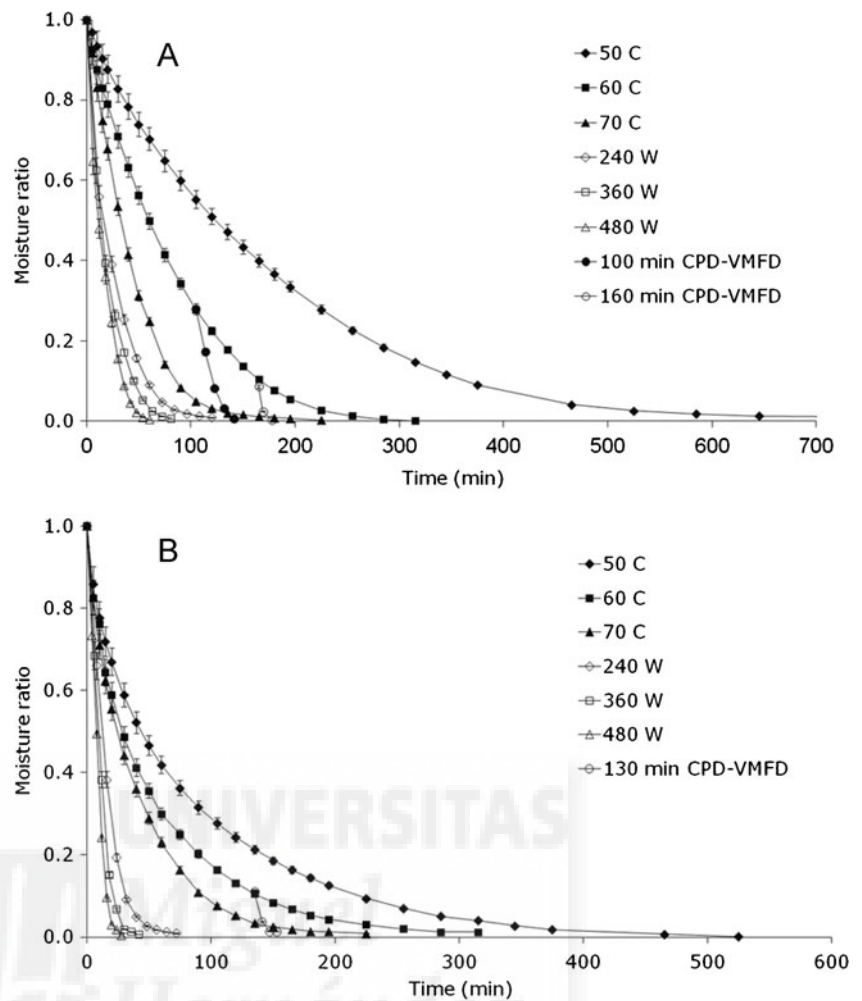 A
1.0
0.8
0.6
0.4
0.2
0.0
Moisture ratio
0
100
200
300
400
500
600
700
Time (min)
50 C
60 C
70 C
240 W
360 W
480 W
100 min CPD-VMFD
160 min CPD-VMFD
B
1.0
0.8
0.6
0.4
0.2
0.0
Moisture ratio
0
100
200
300
400
500
600
Time (min)
50 C
60 C
70 C
240 W
360 W
480 W
130 min CPD-VMFD
UNIVERSITAS
Miguel